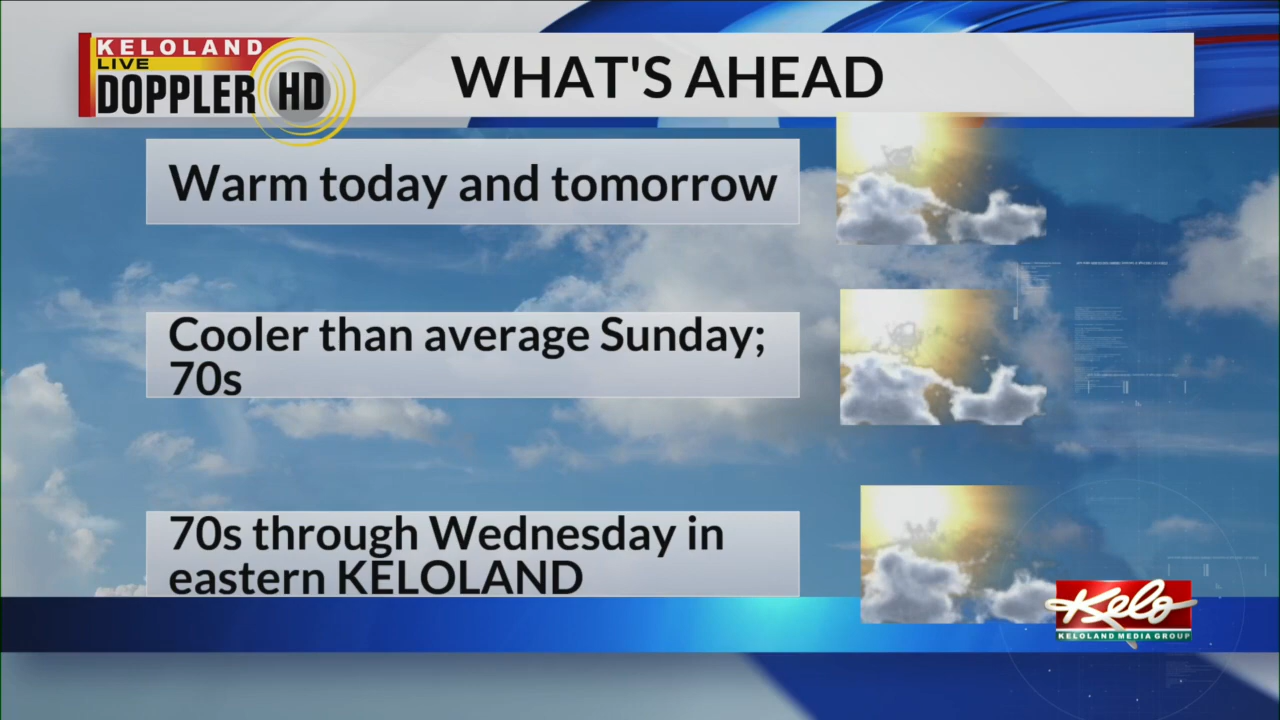 KELOLAND
LIVE
DOPPLER HD
WHAT'S AHEAD
Warm today and tomorrow
Cooler than average Sunday;
70s
70s through Wednesday in
eastern KELOLAND
Kelo
KELOLAND MEDIA GROUP